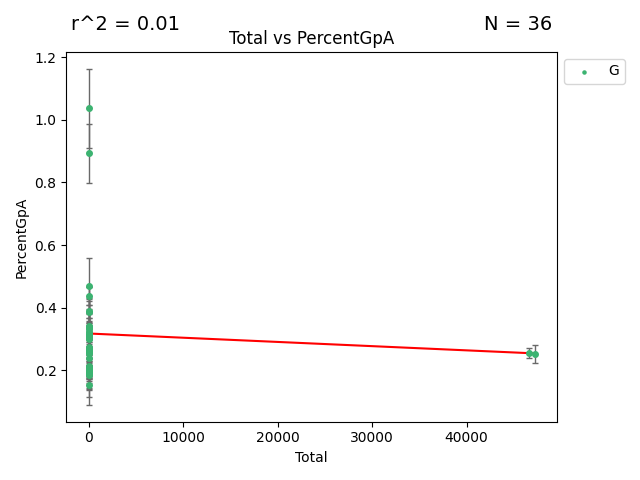 r^2 = 0.01
N = 36
Total vs PercentGpA
G
1.2
1.0
0.8
0.6
0.4
0.2
PercentGpA
0
10000
20000
30000
40000
Total